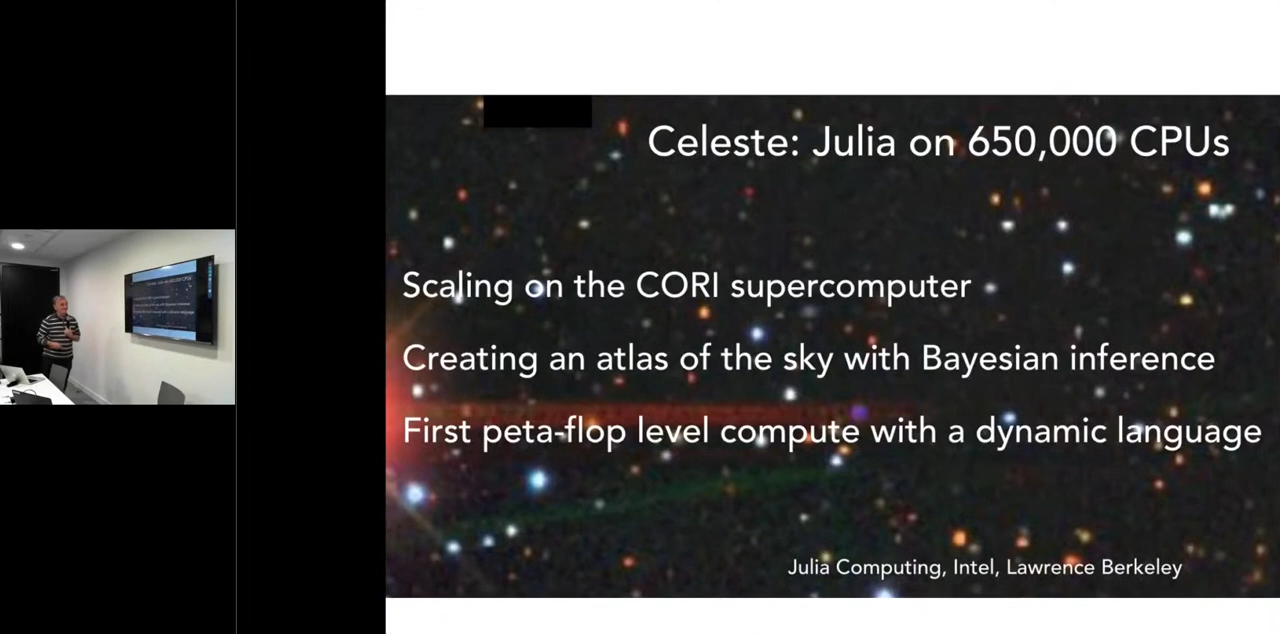 Celeste: Julia on 650,000 CPUs
Scaling on the CORI supercomputer
Creating an atlas of the sky with Bayesian inference
First peta-flop level compute with a dynamic language
Julia Computing, Intel, Lawrence Berkeley